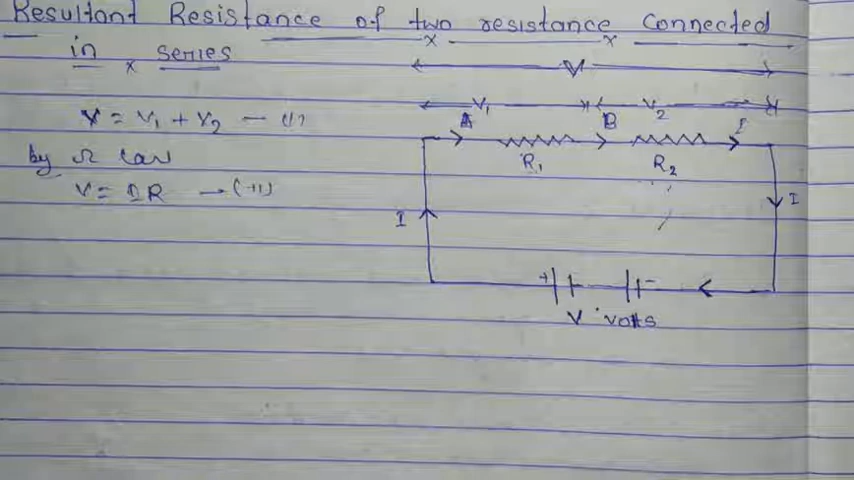 Resultant Resistance of two resistance Connected
in series
V
V1 V2
V = V1 + V2 — (i)
A B I
by Ω law
R1 R2
V = IR → (ii)
I
I
+ -
V volts